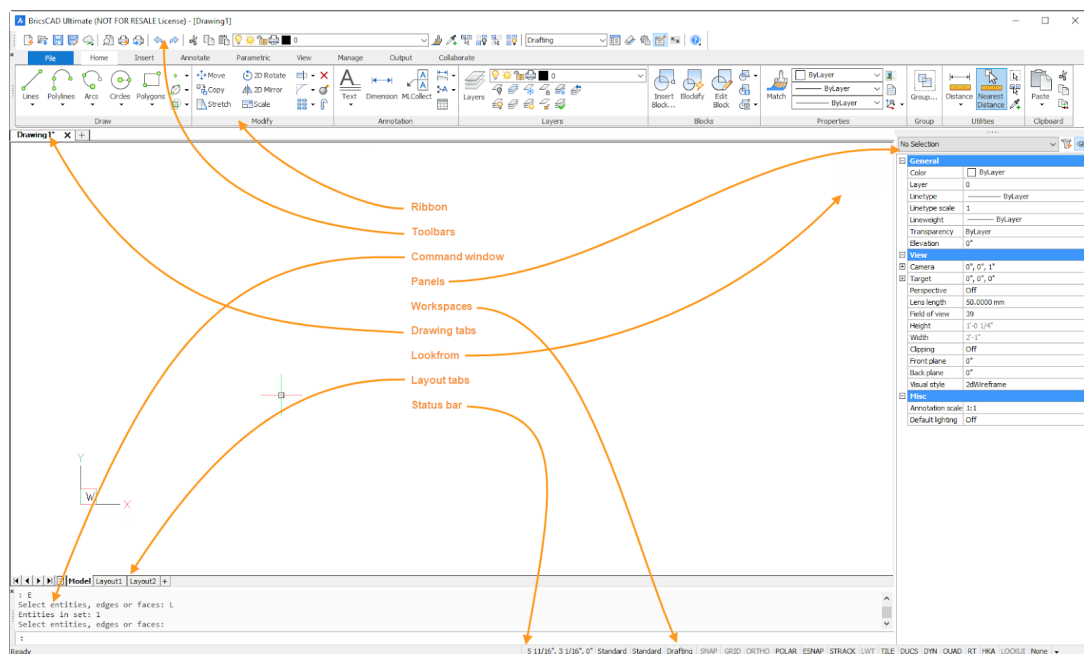 BricsCAD Ultimate (NOT FOR RESALE License) - [Drawing1]
0 Drafting
File Home Insert Annotate Parametric View Manage Output Collaborate
Lines Polylines Arcs Circles Polygons
Move 2D Rotate
Copy 2D Mirror
Stretch Scale
A
Text Dimension MLCollect
A
A
A
Layers
0
Insert Block... Blockify Edit Block
Match
ByLayer
ByLayer
ByLayer
Group... Distance Nearest Distance Paste
Draw Modify Annotation Layers Blocks Properties Group Utilities Clipboard
Drawing1* X +
No Selection
General
Color ByLayer
Layer 0
Linetype ByLayer
Linetype scale 1
Lineweight ByLayer
Transparency ByLayer
Elevation 0"
View
Camera 0", 0", 1"
Target 0", 0", 0"
Perspective Off
Lens length 50.0000 mm
Field of view 39
Height 1'-0 1/4"
Width 2'-1"
Clipping Off
Front plane 0"
Back plane 0"
Visual style 2dWireframe
Misc
Annotation scale 1:1
Default lighting Off
Ribbon
Toolbars
Command window
Panels
Workspaces
Drawing tabs
Lookfrom
Layout tabs
Status bar
Y
W
X
Model Layout1 Layout2 +
: E
Select entities, edges or faces: L
Entities in set: 1
Select entities, edges or faces:
:
Ready 5 11/16", 3 1/16", 0" Standard Standard Drafting SNAP GRID ORTHO POLAR ESNAP STRACK LWT TILE DUCS DYN QUAD RT HKA LOCKUI None